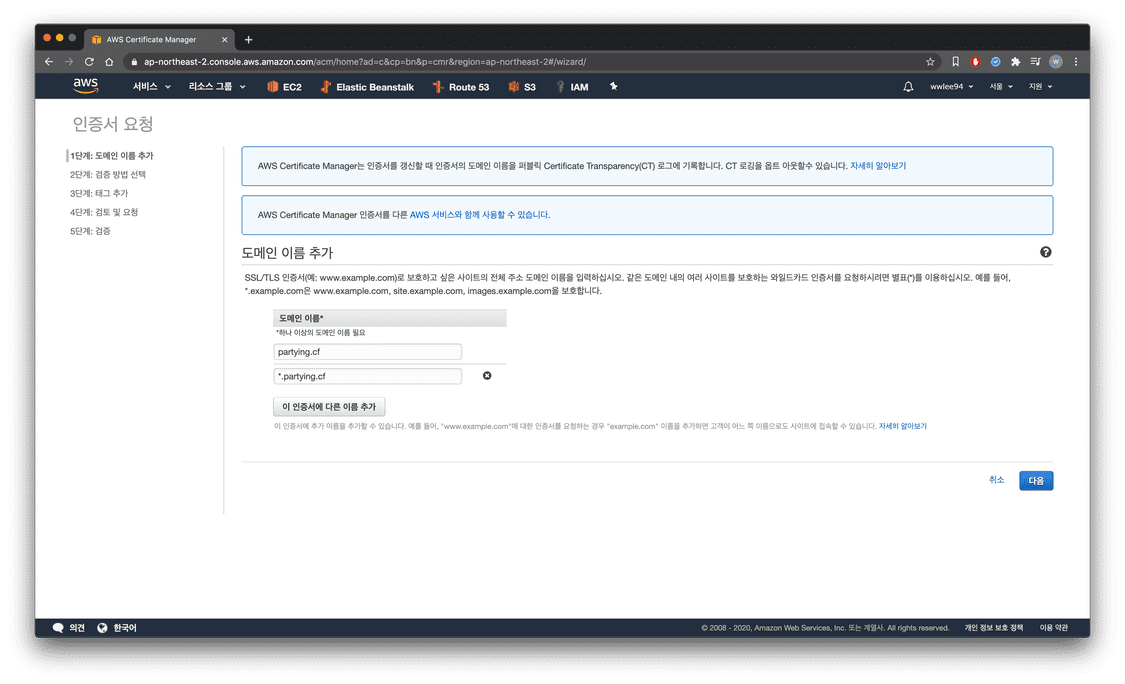 AWS Certificate Manager
ap-northeast-2.console.aws.amazon.com/acm/home?ad=c&cp=bn&p=cmr&region=ap-northeast-2#/wizard/
aws 서비스 리소스 그룹 EC2 Elastic Beanstalk Route 53 S3 IAM wwlee94 서울 지원
인증서 요청
1단계: 도메인 이름 추가
2단계: 검증 방법 선택
3단계: 태그 추가
4단계: 검토 및 요청
5단계: 검증
AWS Certificate Manager는 인증서를 갱신할 때 인증서의 도메인 이름을 퍼블릭 Certificate Transparency(CT) 로그에 기록합니다. CT 로깅을 옵트 아웃할수 있습니다. 자세히 알아보기
AWS Certificate Manager 인증서를 다른 AWS 서비스와 함께 사용할 수 있습니다.
도메인 이름 추가
SSL/TLS 인증서(예: www.example.com)로 보호하고 싶은 사이트의 전체 주소 도메인 이름을 입력하십시오. 같은 도메인 내의 여러 사이트를 보호하는 와일드카드 인증서를 요청하시려면 별표(*)를 이용하십시오. 예를 들어,
*.example.com은 www.example.com, site.example.com, images.example.com을 보호합니다.
도메인 이름*
*하나 이상의 도메인 이름 필요
partying.cf
*.partying.cf
이 인증서에 다른 이름 추가
이 인증서에 추가 이름을 추가할 수 있습니다. 예를 들어, "www.example.com"에 대한 인증서를 요청하는 경우 "example.com" 이름을 추가하면 고객이 어느 쪽 이름으로도 사이트에 접속할 수 있습니다. 자세히 알아보기
취소 다음
의견 한국어 © 2008 - 2020, Amazon Web Services, Inc. 또는 계열사. All rights reserved. 개인 정보 보호 정책 이용 약관